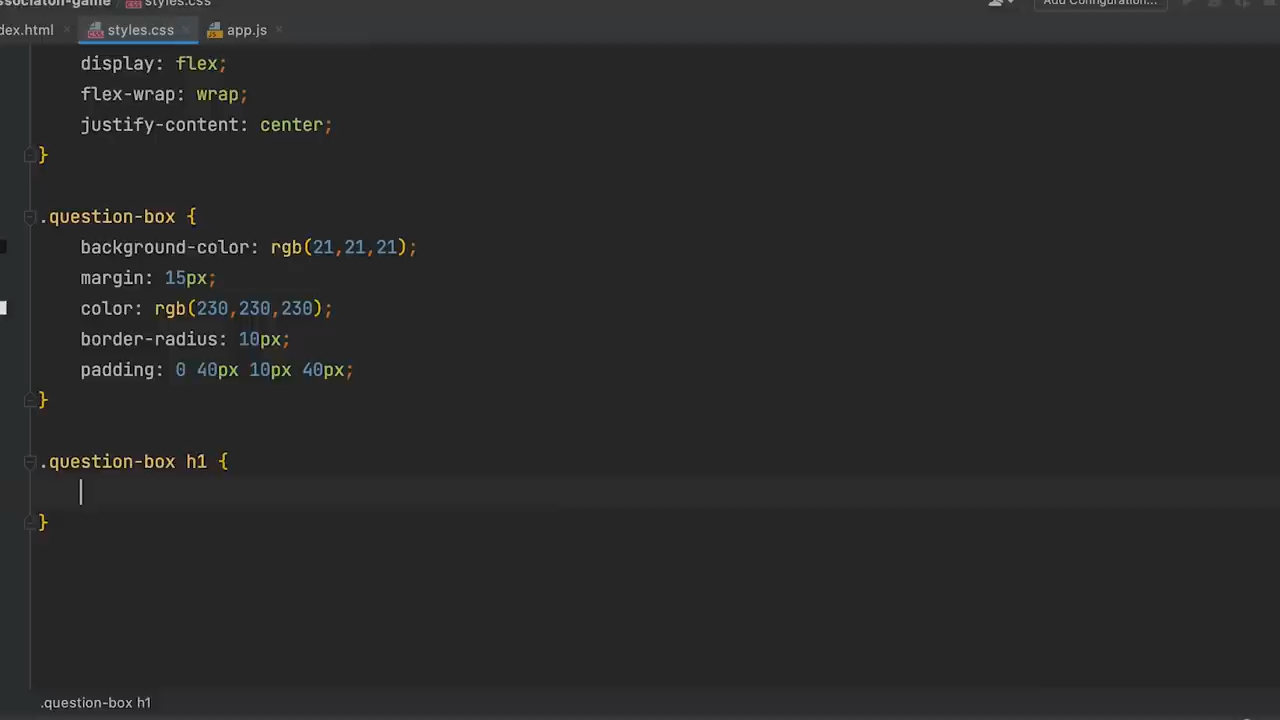 styles.css
Add Configuration...
dex.html
styles.css
app.js
display: flex;
flex-wrap: wrap;
justify-content: center;
}
.question-box {
background-color: rgb(21,21,21);
margin: 15px;
color: rgb(230,230,230);
border-radius: 10px;
padding: 0 40px 10px 40px;
}
.question-box h1 {
}
.question-box h1